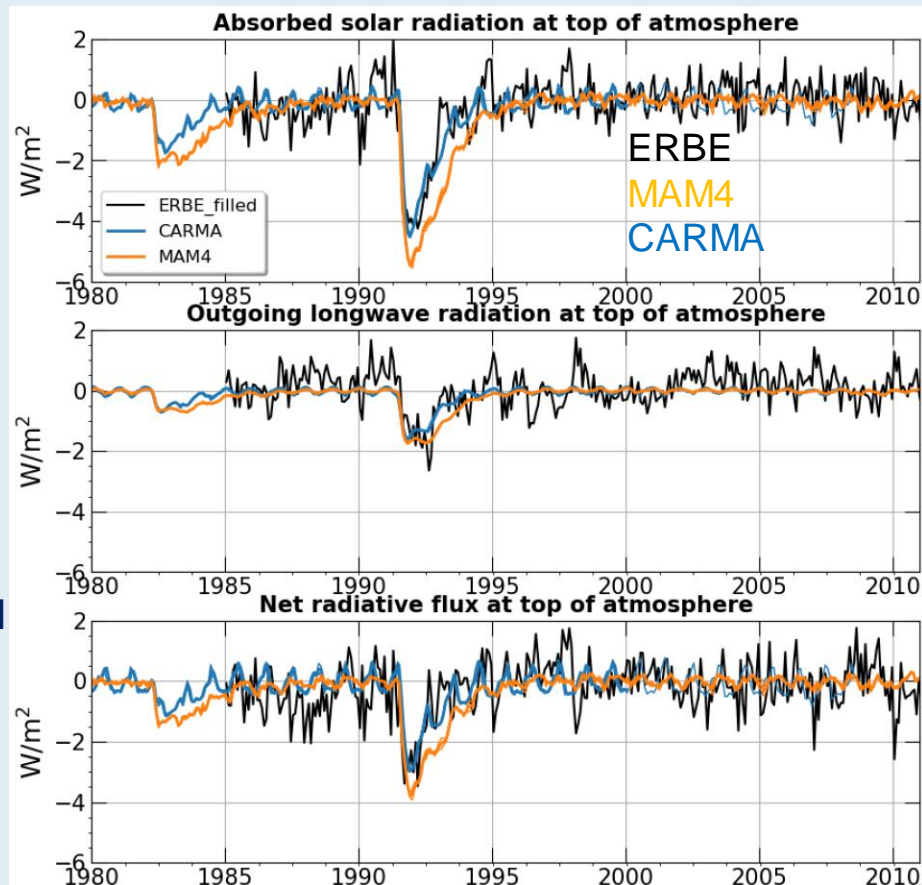 Absorbed solar radiation at top of atmosphere
2
0
−2
−4
−6
W/m²
ERBE_filled
CARMA
MAM4
ERBE
MAM4
CARMA
1980 1985 1990 1995 2000 2005 2010
Outgoing longwave radiation at top of atmosphere
2
0
−2
−4
−6
W/m²
1980 1985 1990 1995 2000 2005 2010
Net radiative flux at top of atmosphere
2
0
−2
−4
−6
W/m²
1980 1985 1990 1995 2000 2005 2010